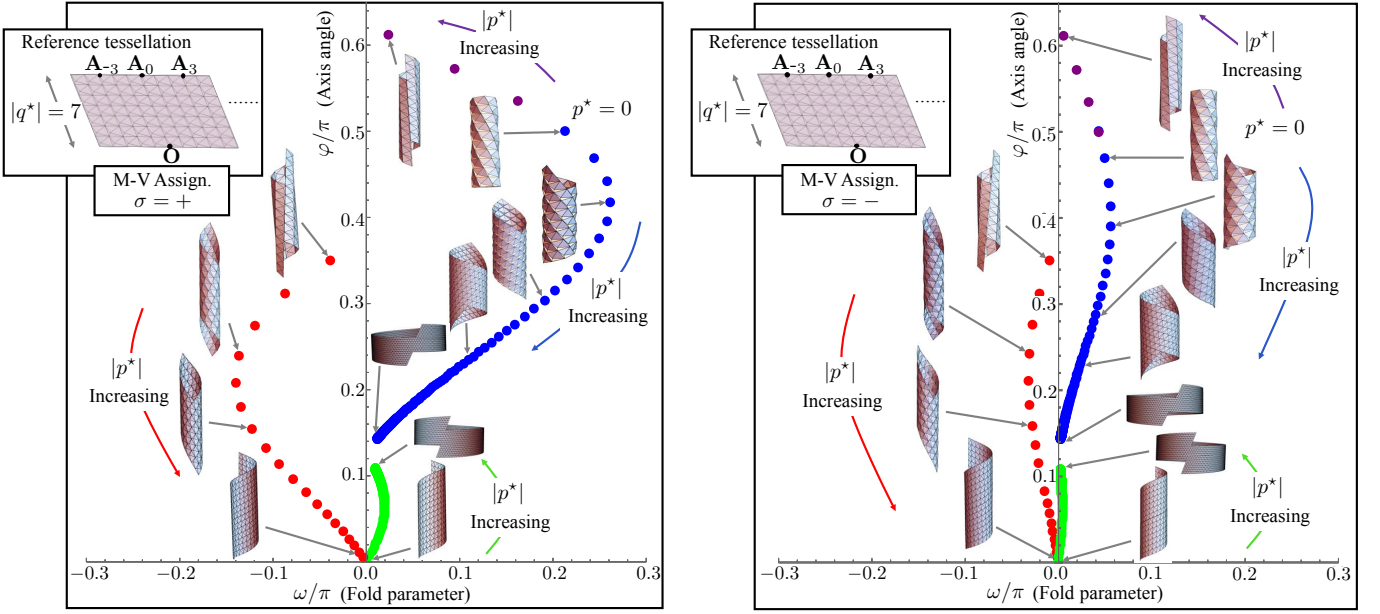 Reference tessellation
A₋₃ A₀ A₃
|q⋆| = 7
O
M-V Assign.
σ = +
φ/π (Axis angle)
0.6
0.5
0.4
0.3
0.2
0.1
|p⋆|
Increasing
p⋆ = 0
|p⋆|
Increasing
|p⋆|
Increasing
|p⋆|
Increasing
−0.3 −0.2 −0.1 0.0 0.1 0.2 0.3
ω/π (Fold parameter)
Reference tessellation
A₋₃ A₀ A₃
|q⋆| = 7
O
M-V Assign.
σ = −
φ/π (Axis angle)
0.6
0.5
0.4
0.3
0.2
0.1
|p⋆|
Increasing
p⋆ = 0
|p⋆|
Increasing
|p⋆|
Increasing
|p⋆|
Increasing
−0.3 −0.2 −0.1 0.0 0.1 0.2 0.3
ω/π (Fold parameter)